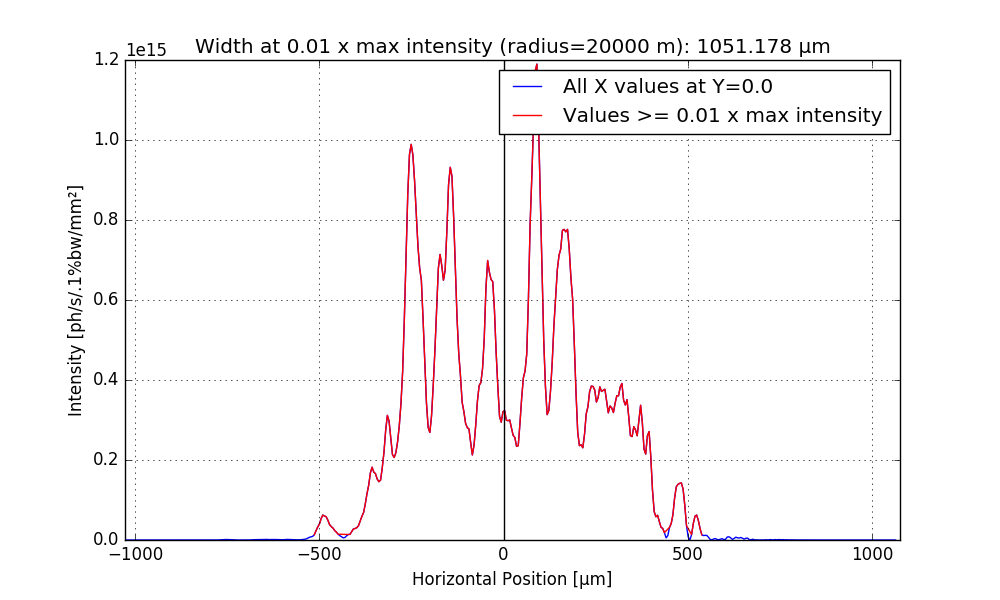 Width at 0.01 x max intensity (radius=20000 m): 1051.178 μm
1e15
1.2
1.0
0.8
0.6
0.4
0.2
0.0
Intensity [ph/s/.1%bw/mm²]
All X values at Y=0.0
Values >= 0.01 x max intensity
−1000 −500 0 500 1000
Horizontal Position [μm]